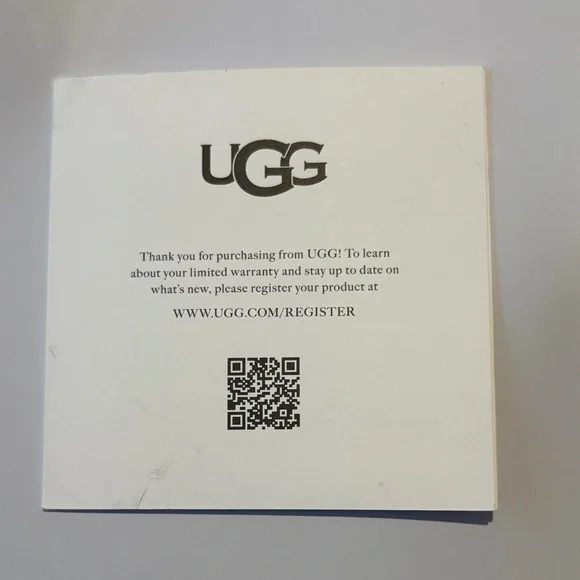 UGG
Thank you for purchasing from UGG! To learn
about your limited warranty and stay up to date on
what's new, please register your product at
WWW.UGG.COM/REGISTER